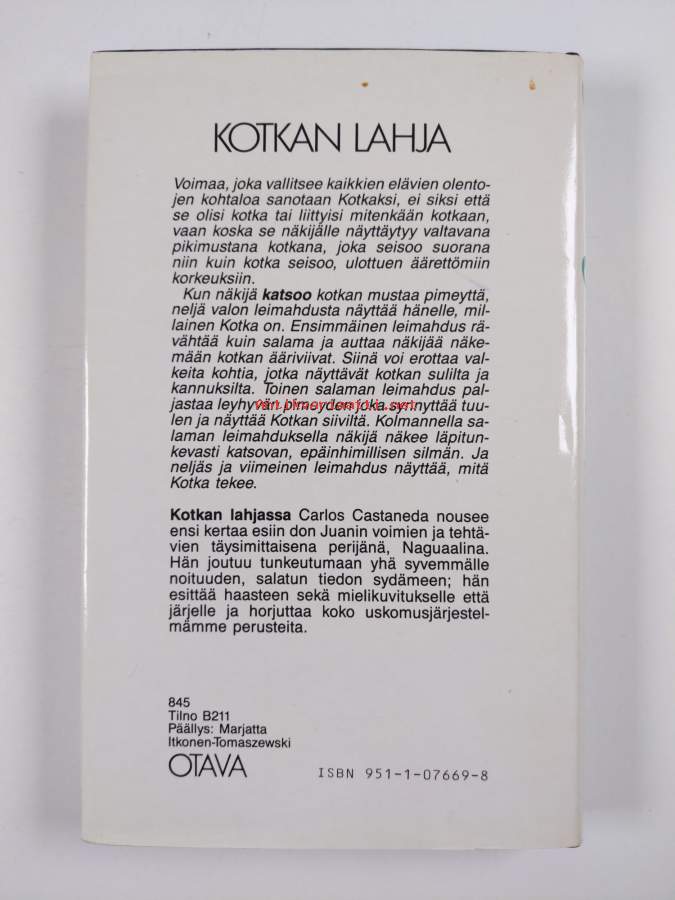 KOTKAN LAHJA
Voimaa, joka vallitsee kaikkien elävien olento-
jen kohtaloa sanotaan Kotkaksi, ei siksi että
se olisi kotka tai liittyisi mitenkään kotkaan,
vaan koska se näkijälle näyttäytyy valtavana
pikimustana kotkana, joka seisoo suorana
niin kuin kotka seisoo, ulottuen äärettömiin
korkeuksiin.
Kun näkijä katsoo kotkan mustaa pimeyttä,
neljä valon leimahdusta näyttää hänelle, mil-
lainen Kotka on. Ensimmäinen leimahdus rä-
vähtää kuin salama ja auttaa näkijää näke-
mään kotkan ääriviivat. Siinä voi erottaa val-
keita kohtia, jotka näyttävät kotkan sulilta ja
kannuksilta. Toinen salaman leimahdus pal-
jastaa leyhyvän pimeyden joka synnyttää tuu-
len ja näyttää Kotkan siiviltä. Kolmannella sa-
laman leimahduksella näkijä näkee läpitun-
kevasti katsovan, epäinhimillisen silmän. Ja
neljäs ja viimeinen leimahdus näyttää, mitä
Kotka tekee.
Kotkan lahjassa Carlos Castaneda nousee
ensi kertaa esiin don Juanin voimien ja tehtä-
vien täysimittaisena perijänä, Naguaalina.
Hän joutuu tunkeutumaan yhä syvemmälle
noituuden, salatun tiedon sydämeen; hän
esittää haasteen sekä mielikuvitukselle että
järjelle ja horjuttaa koko uskomusjärjestel-
mämme perusteita.
845
Tilno B211
Päällys: Marjatta
Itkonen-Tomaszewski
OTAVA
ISBN 951-1-07669-8